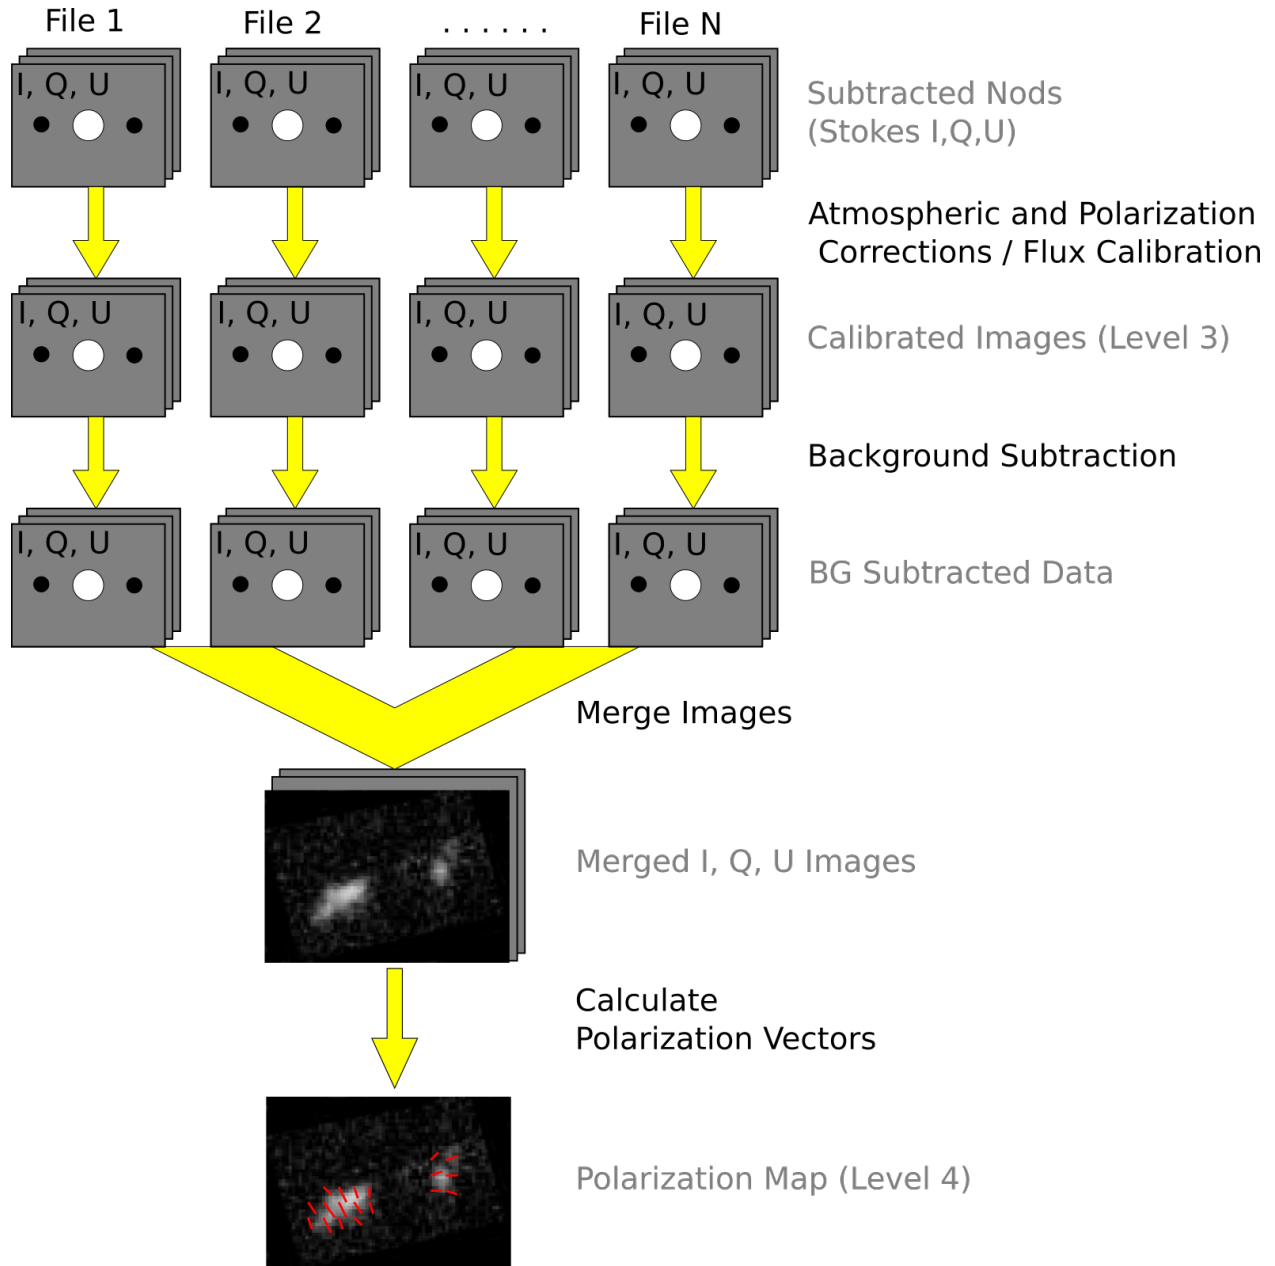 File 1
File 2
. . . . . .
File N
I, Q, U
I, Q, U
I, Q, U
I, Q, U
Subtracted Nods
(Stokes I,Q,U)
Atmospheric and Polarization
Corrections / Flux Calibration
I, Q, U
I, Q, U
I, Q, U
I, Q, U
Calibrated Images (Level 3)
Background Subtraction
I, Q, U
I, Q, U
I, Q, U
I, Q, U
BG Subtracted Data
Merge Images
Merged I, Q, U Images
Calculate
Polarization Vectors
Polarization Map (Level 4)